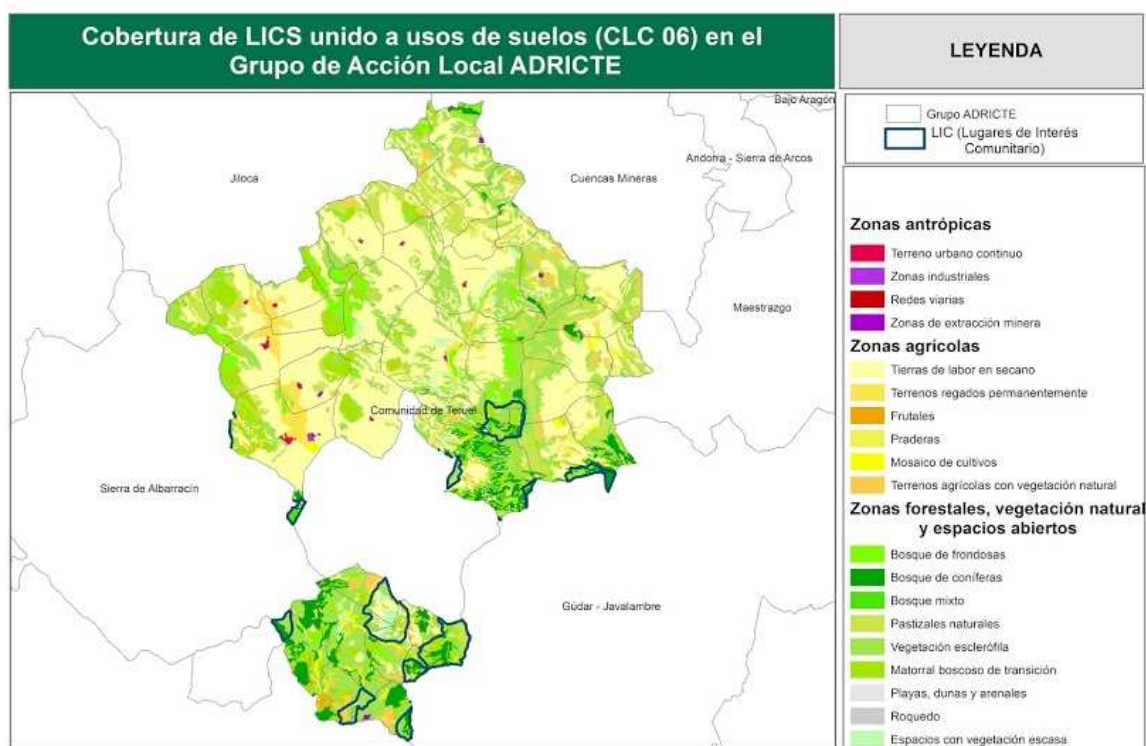 Cobertura de LICS unido a usos de suelos (CLC 06) en el
Grupo de Acción Local ADRICTE
LEYENDA
Grupo ADRICTE
LIC (Lugares de Interés
Comunitario)
Bajo Aragón
Andorra - Sierra de Arcos
Jiloca
Cuencas Mineras
Maestrazgo
Comunidad de Teruel
Sierra de Albarracín
Gúdar - Javalambre
Zonas antrópicas
Terreno urbano continuo
Zonas industriales
Redes viarias
Zonas de extracción minera
Zonas agrícolas
Tierras de labor en secano
Terrenos regados permanentemente
Frutales
Praderas
Mosaico de cultivos
Terrenos agrícolas con vegetación natural
Zonas forestales, vegetación natural
y espacios abiertos
Bosque de frondosas
Bosque de coníferas
Bosque mixto
Pastizales naturales
Vegetación esclerófila
Matorral boscoso de transición
Playas, dunas y arenales
Roquedo
Espacios con vegetación escasa